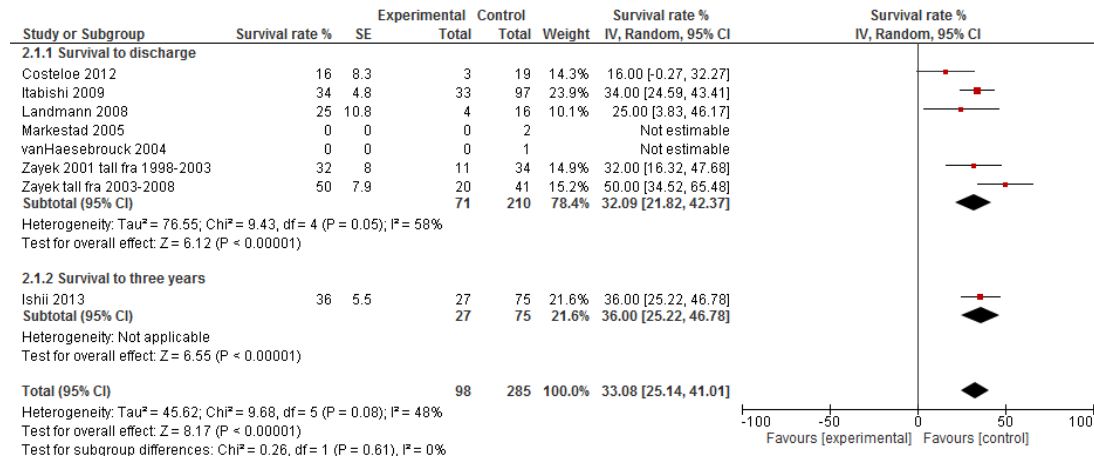 Experimental Control Survival rate % Survival rate %
Study or Subgroup Survival rate % SE Total Total Weight IV, Random, 95% CI IV, Random, 95% CI
2.1.1 Survival to discharge
Costeloe 2012 16 8.3 3 19 14.3% 16.00 [-0.27, 32.27]
Itabishi 2009 34 4.8 33 97 23.9% 34.00 [24.59, 43.41]
Landmann 2008 25 10.8 4 16 10.1% 25.00 [3.83, 46.17]
Markestad 2005 0 0 0 2 Not estimable
vanHaesebrouck 2004 0 0 0 1 Not estimable
Zayek 2001 tall fra 1998-2003 32 8 11 34 14.9% 32.00 [16.32, 47.68]
Zayek tall fra 2003-2008 50 7.9 20 41 15.2% 50.00 [34.52, 65.48]
Subtotal (95% CI) 71 210 78.4% 32.09 [21.82, 42.37]
Heterogeneity: Tau² = 76.55; Chi² = 9.43, df = 4 (P = 0.05); I² = 58%
Test for overall effect: Z = 6.12 (P < 0.00001)
2.1.2 Survival to three years
Ishii 2013 36 5.5 27 75 21.6% 36.00 [25.22, 46.78]
Subtotal (95% CI) 27 75 21.6% 36.00 [25.22, 46.78]
Heterogeneity: Not applicable
Test for overall effect: Z = 6.55 (P < 0.00001)
Total (95% CI) 98 285 100.0% 33.08 [25.14, 41.01]
Heterogeneity: Tau² = 45.62; Chi² = 9.68, df = 5 (P = 0.08); I² = 48%
Test for overall effect: Z = 8.17 (P < 0.00001)
Test for subgroup differences: Chi² = 0.26, df = 1 (P = 0.61), I² = 0%
-100 -50 0 50 100
Favours [experimental] Favours [control]